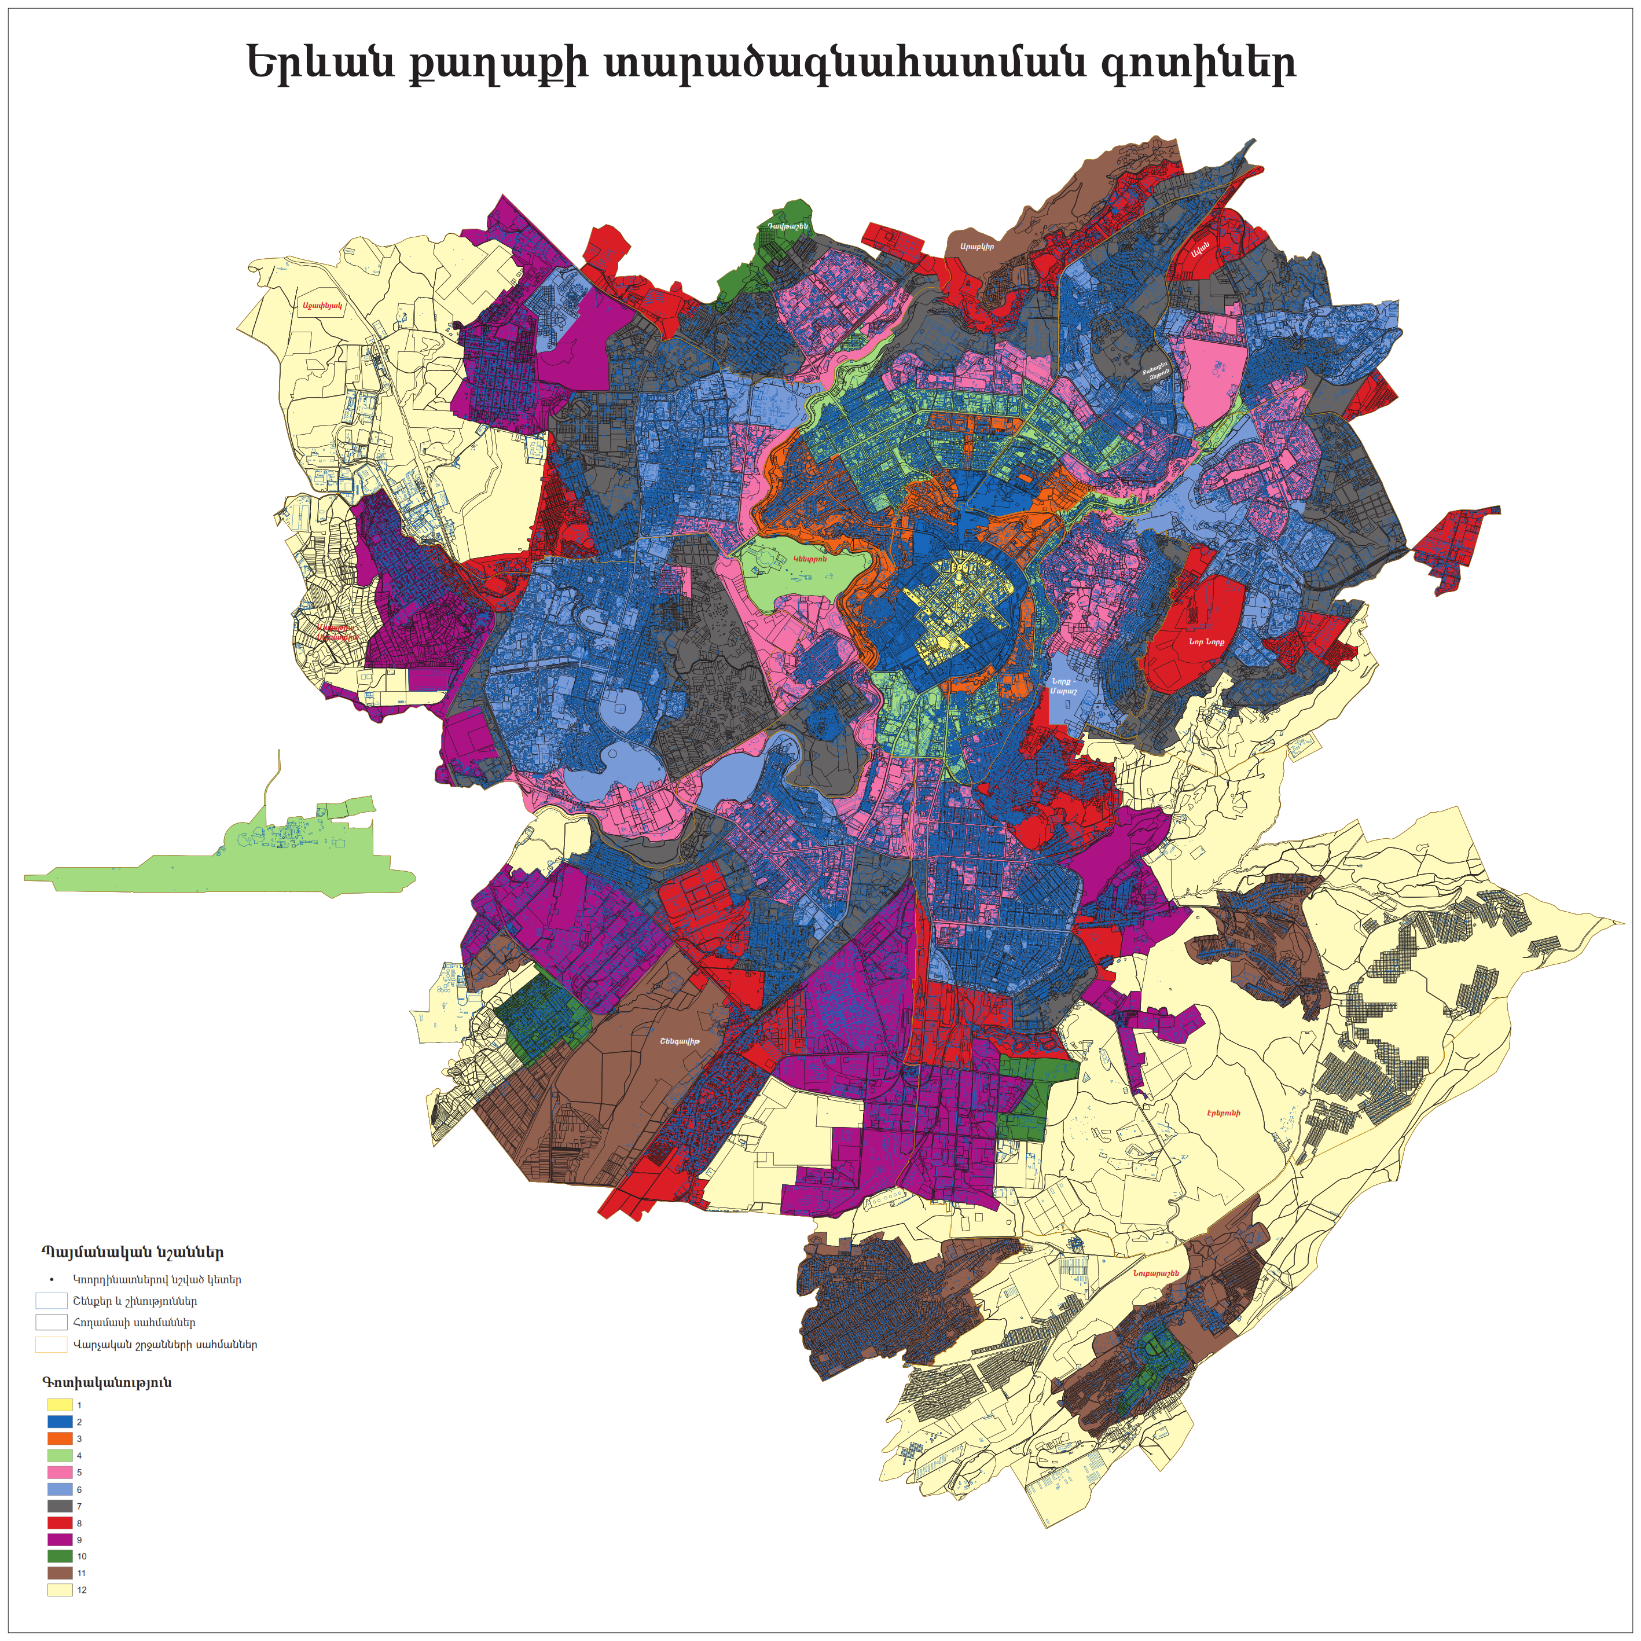 Երևան քաղաքի տարածագնահատման գոտիներ
Դավթաշեն
Արաբկիր
Ավան
Աջափնյակ
Քանաքեռ
Զեյթուն
Կենտրոն
Նոր Նորք
Նորք -
Մարաշ
Շենգավիթ
Էրեբունի
Նուբարաշեն
Պայմանական նշաններ
Կոորդինատներով նշված կետեր
Շենքեր և շինություններ
Հողամասի սահմաններ
Վարչական շրջանների սահմաններ
Գոտիականություն
1
2
3
4
5
6
7
8
9
10
11
12